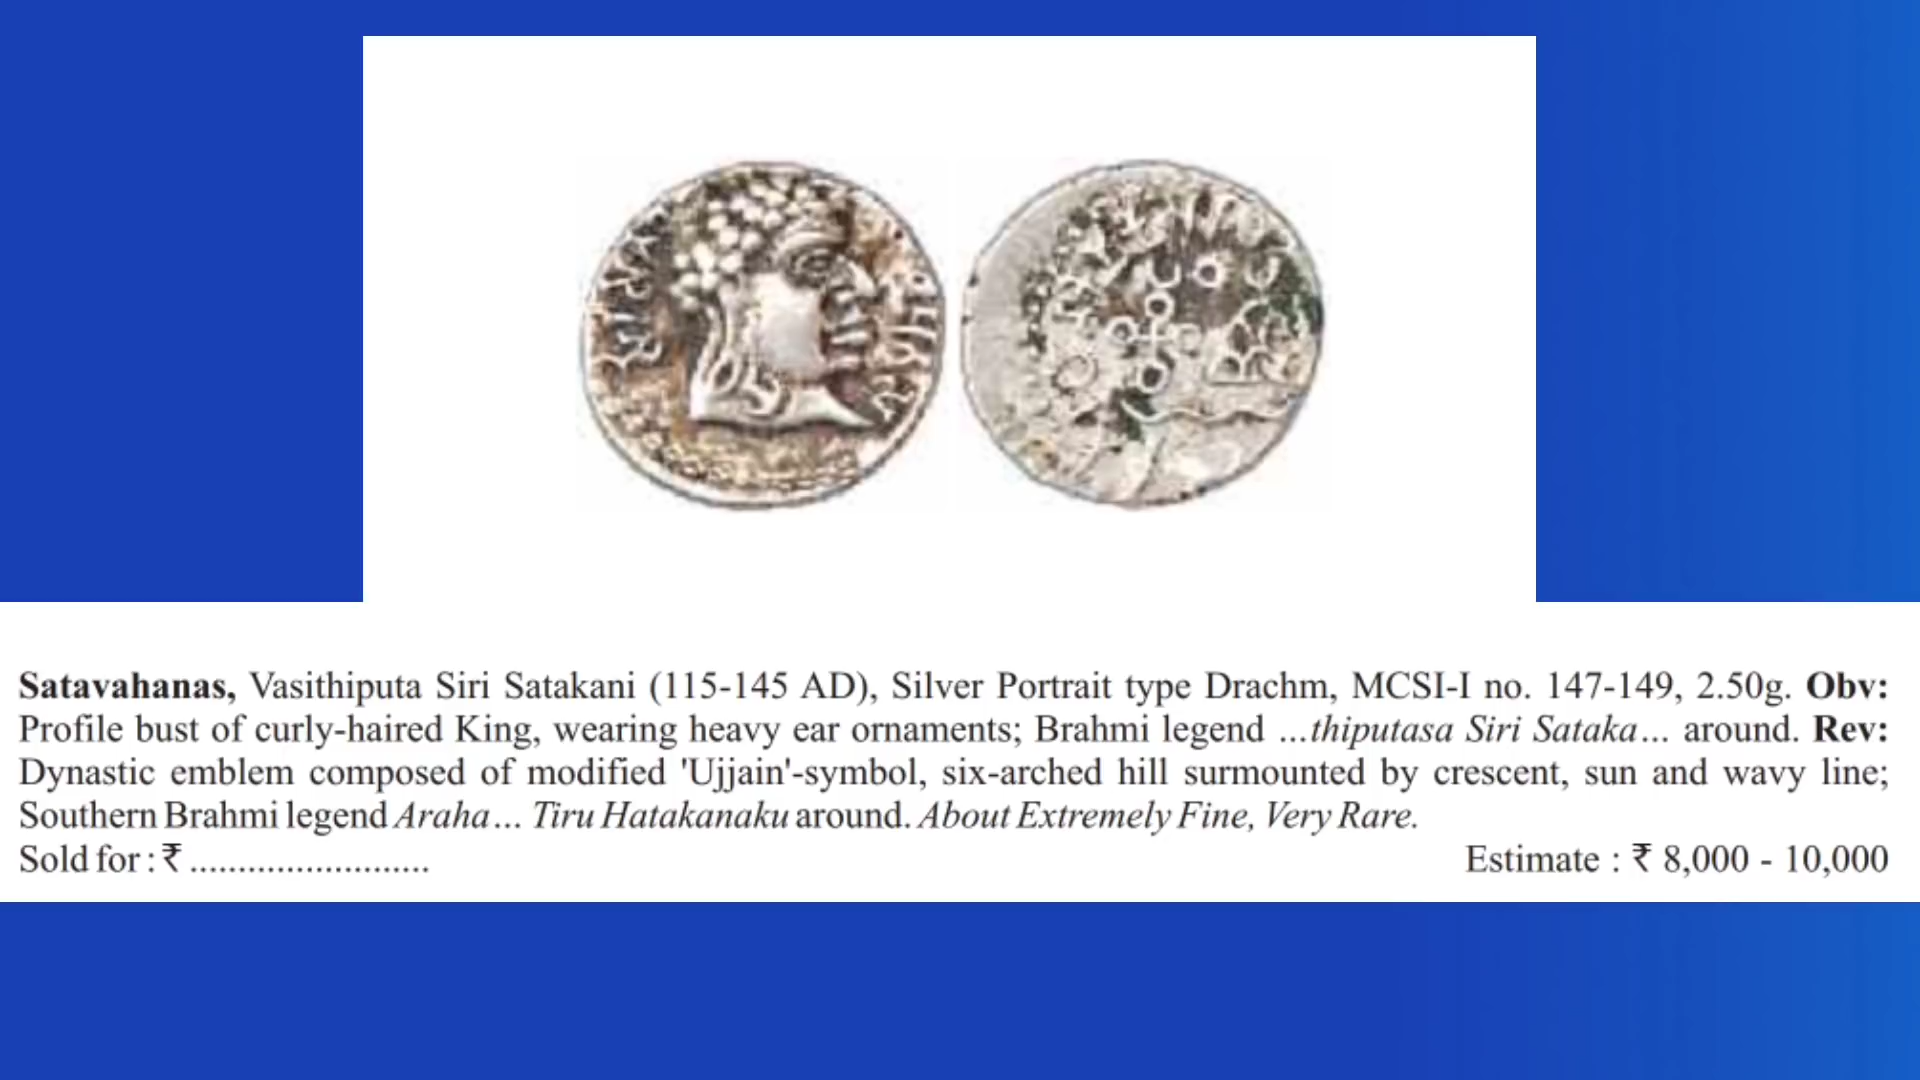 Satavahanas, Vasithiputa Siri Satakani (115-145 AD), Silver Portrait type Drachm, MCSI-I no. 147-149, 2.50g. Obv:
Profile bust of curly-haired King, wearing heavy ear ornaments; Brahmi legend ...thiputasa Siri Sataka... around. Rev:
Dynastic emblem composed of modified 'Ujjain'-symbol, six-arched hill surmounted by crescent, sun and wavy line;
Southern Brahmi legend Araha... Tiru Hatakanaku around. About Extremely Fine, Very Rare.
Sold for : ₹ .........................
Estimate : ₹ 8,000 - 10,000